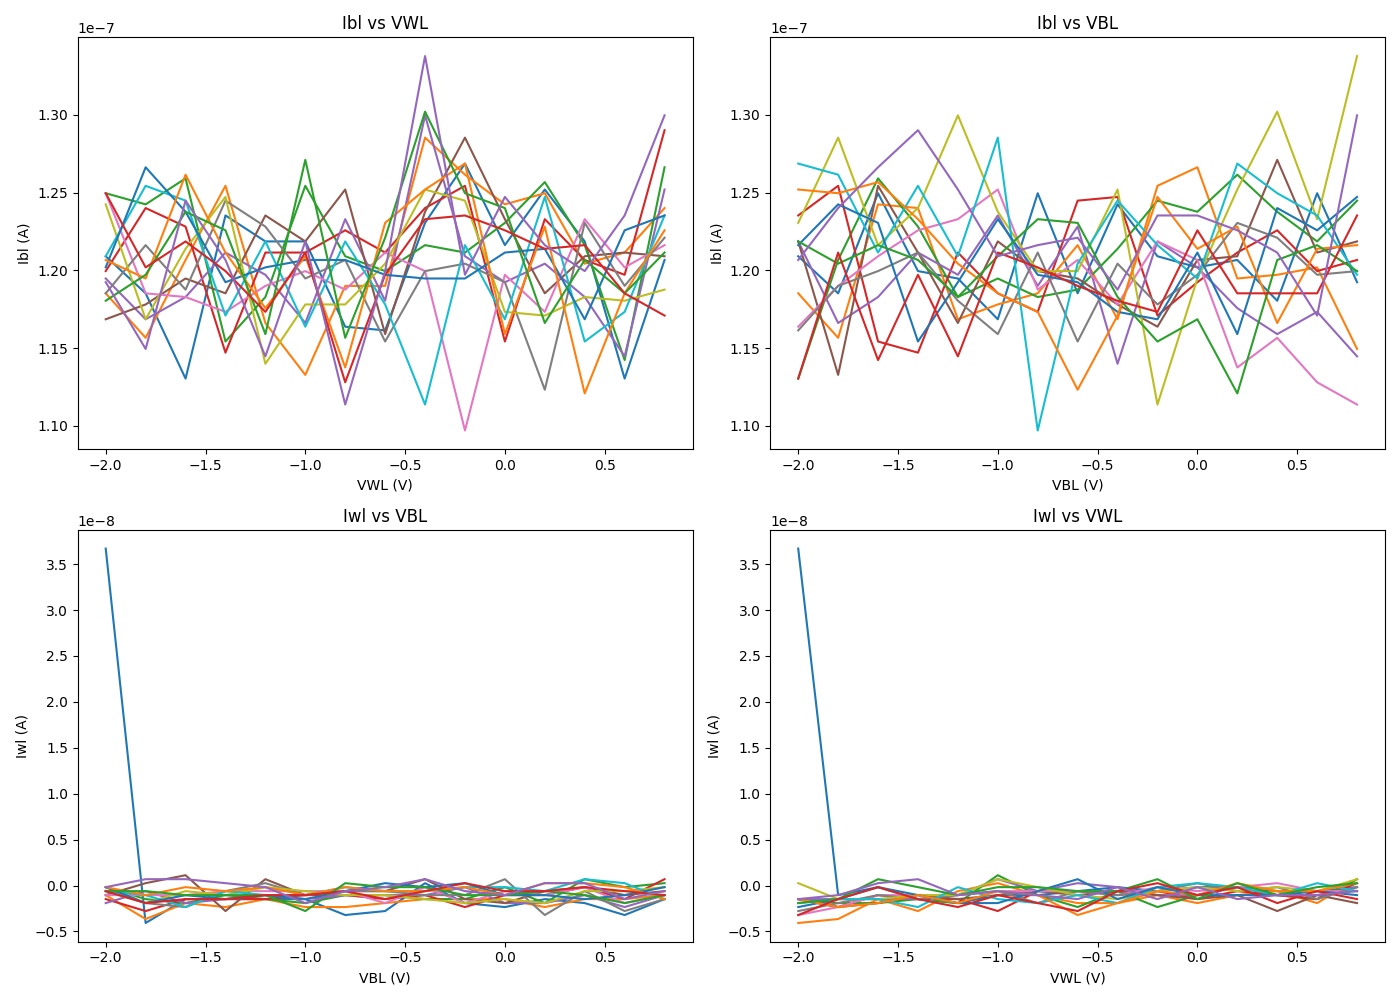 Ibl vs VWL
1e−7
Ibl (A)
1.30
1.25
1.20
1.15
1.10
−2.0 −1.5 −1.0 −0.5 0.0 0.5
VWL (V)
Ibl vs VBL
1e−7
Ibl (A)
1.30
1.25
1.20
1.15
1.10
−2.0 −1.5 −1.0 −0.5 0.0 0.5
VBL (V)
Iwl vs VBL
1e−8
Iwl (A)
3.5
3.0
2.5
2.0
1.5
1.0
0.5
0.0
−0.5
−2.0 −1.5 −1.0 −0.5 0.0 0.5
VBL (V)
Iwl vs VWL
1e−8
Iwl (A)
3.5
3.0
2.5
2.0
1.5
1.0
0.5
0.0
−0.5
−2.0 −1.5 −1.0 −0.5 0.0 0.5
VWL (V)